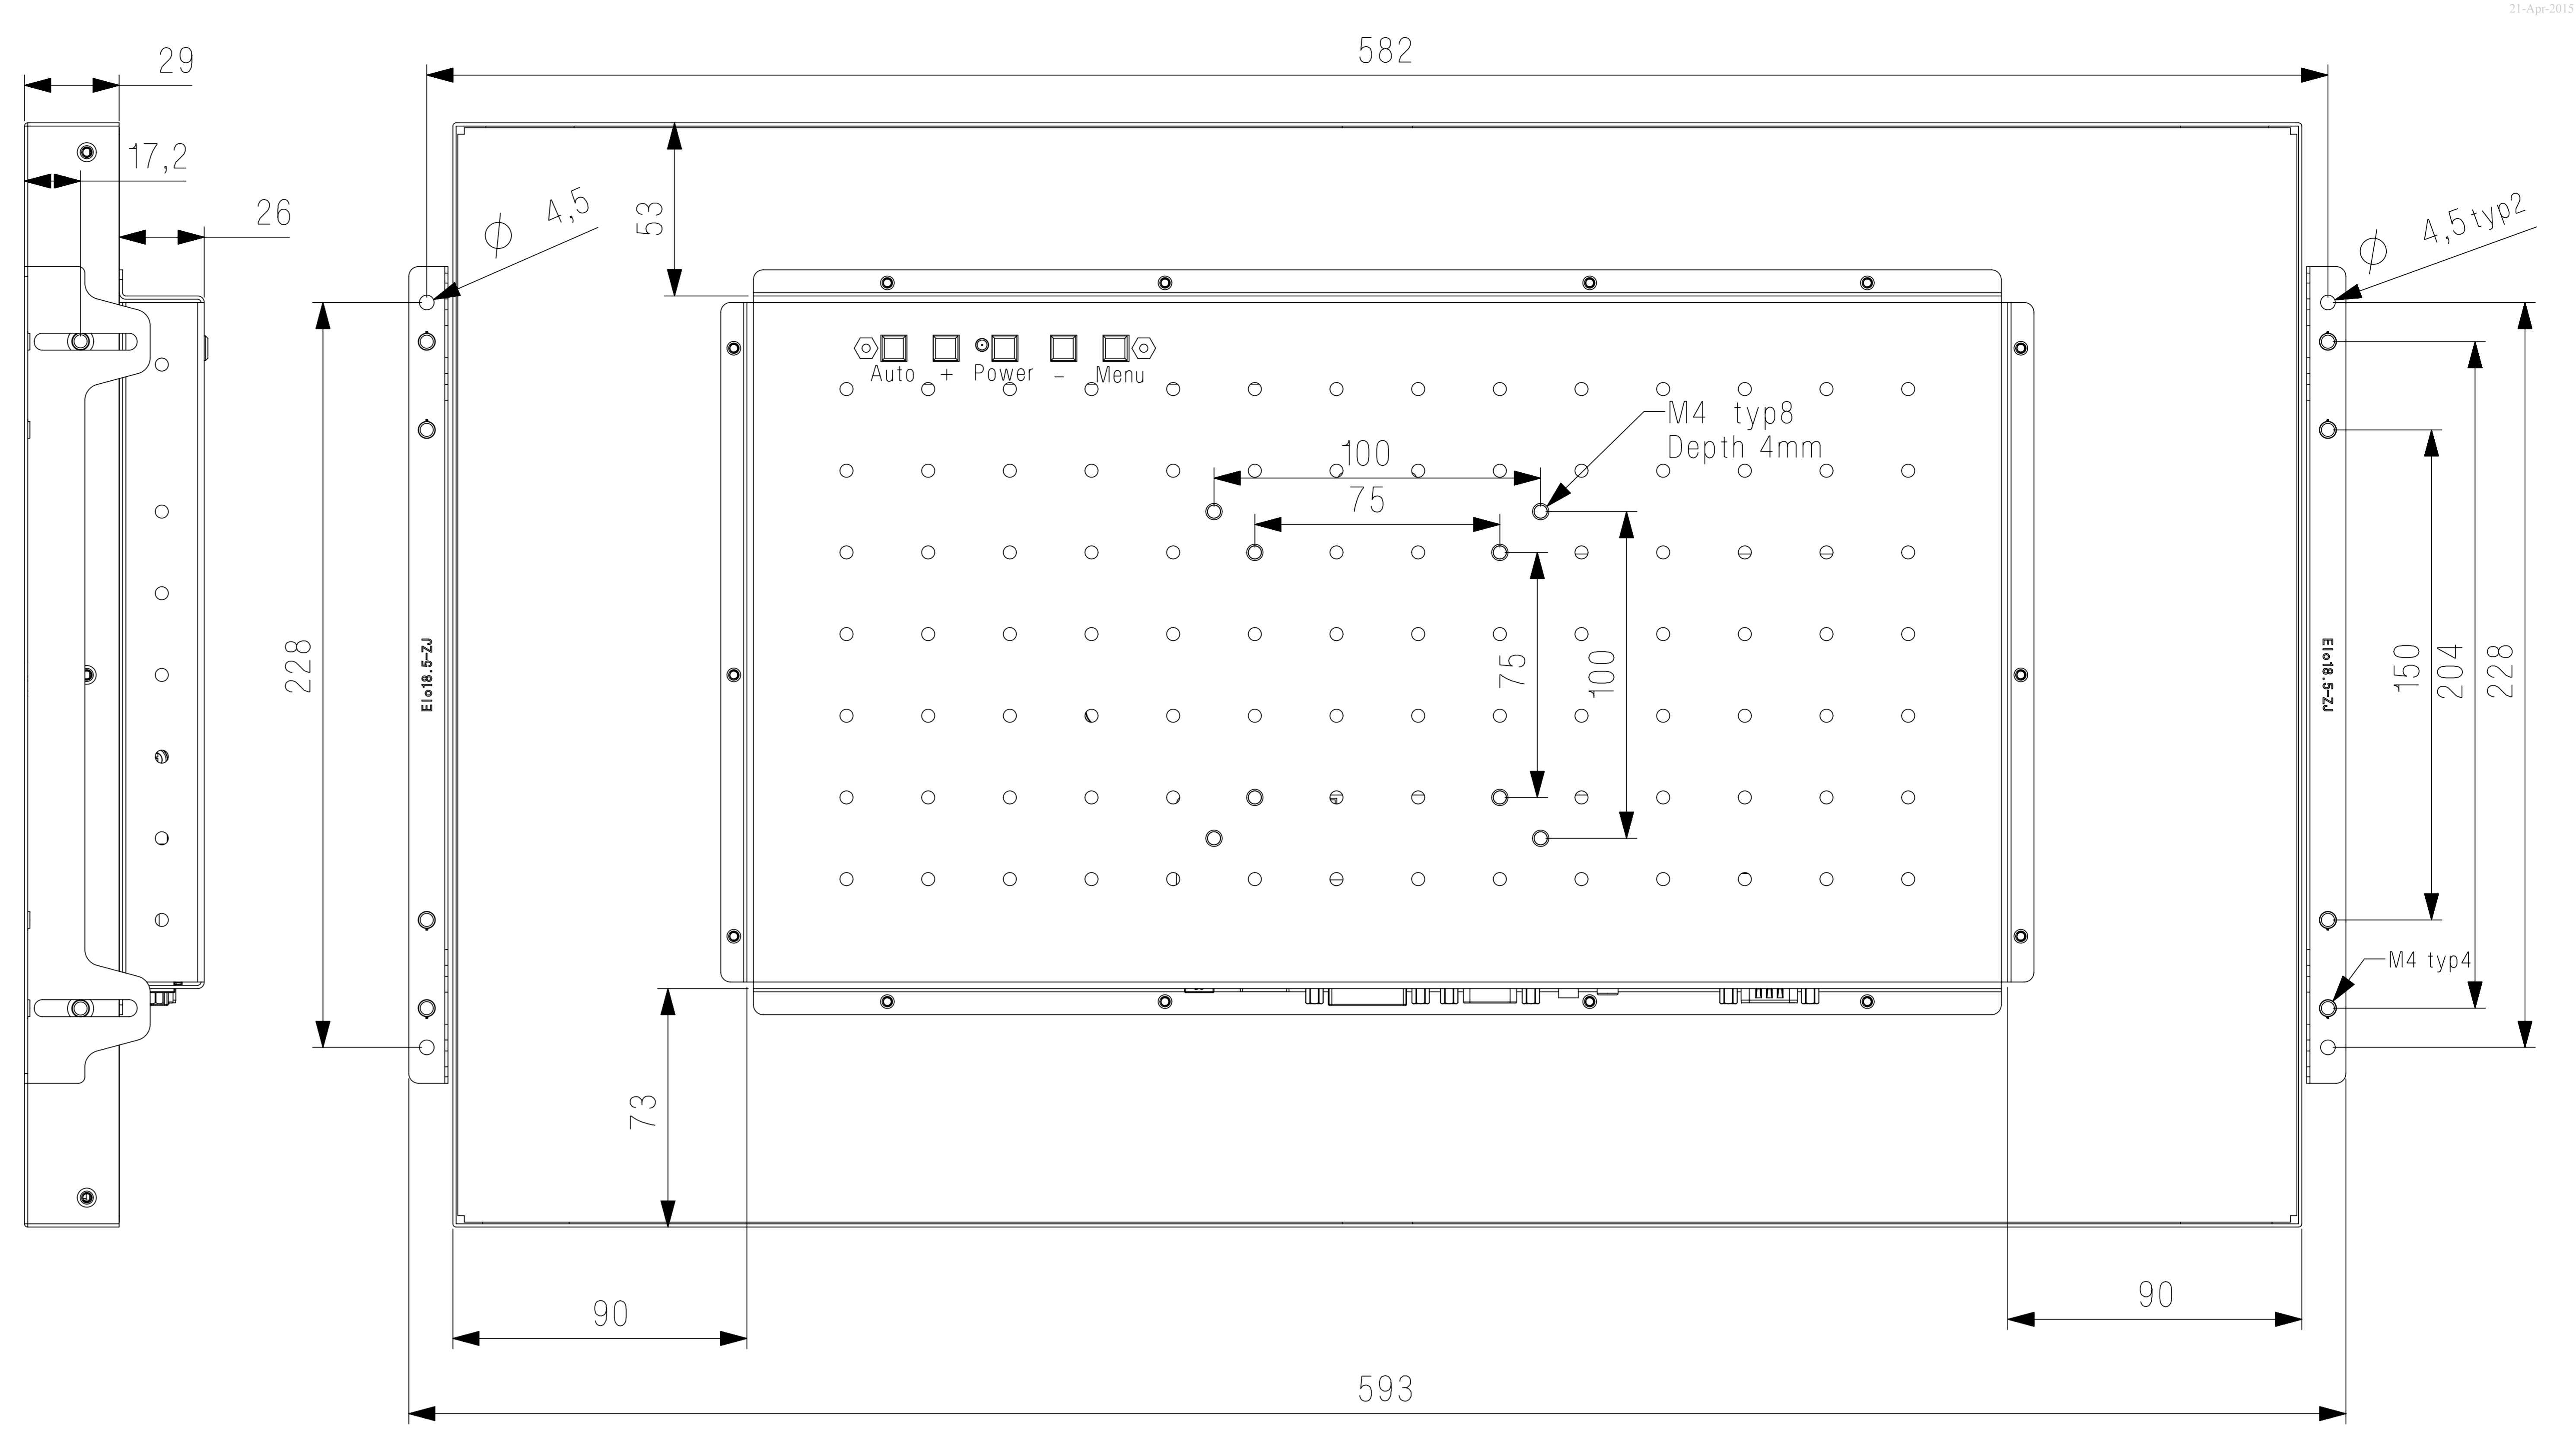 21-Apr-2015
582
29
17,2
26
53
⌀ 4,5
⌀ 4,5 typ2
Auto + Power - Menu
M4 typ8
Depth 4mm
100
75
75
100
228
Elo18.5-ZJ
Elo18.5-ZJ
150
204
228
M4 typ4
73
90
90
593